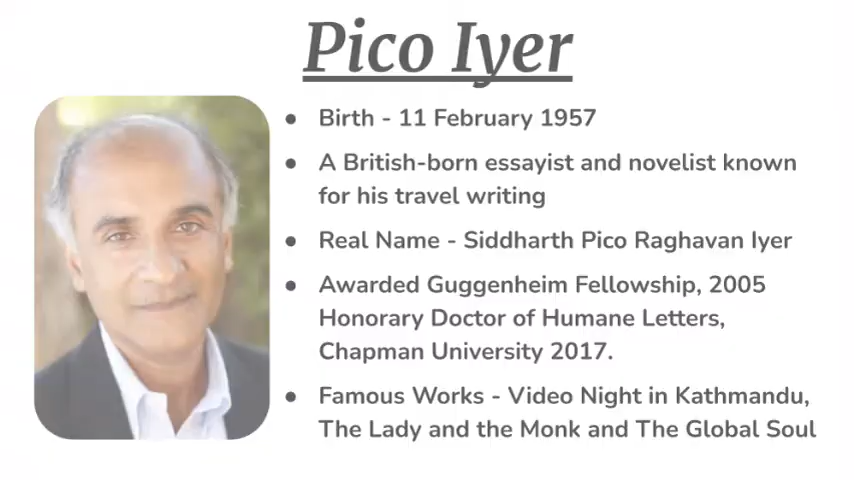 Pico Iyer
● Birth - 11 February 1957
● A British-born essayist and novelist known
for his travel writing
● Real Name - Siddharth Pico Raghavan Iyer
● Awarded Guggenheim Fellowship, 2005
Honorary Doctor of Humane Letters,
Chapman University 2017.
● Famous Works - Video Night in Kathmandu,
The Lady and the Monk and The Global Soul